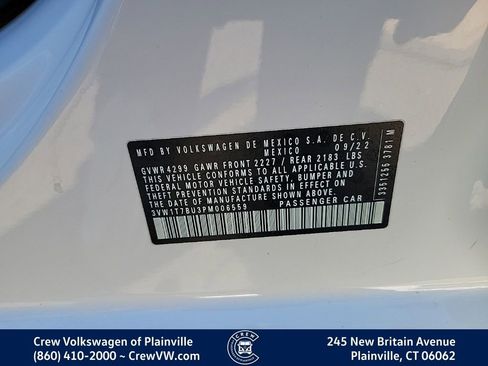 MFD BY VOLKSWAGEN DE MEXICO S.A. DE C.V.
MEXICO 09/22
GVWR 4299 GAWR FRONT 2227 / REAR 2183 LBS
THIS VEHICLE CONFORMS TO ALL APPLICABLE U.S.
FEDERAL MOTOR VEHICLE SAFETY, BUMPER AND
THEFT PREVENTION STANDARDS IN EFFECT ON
THE DATE OF MANUFACTURE SHOWN ABOVE.
3VW1T7BU3PM006559 PASSENGER CAR
3351256 3781 M
Crew Volkswagen of Plainville
(860) 410-2000 ~ CrewVW.com
CREW
245 New Britain Avenue
Plainville, CT 06062